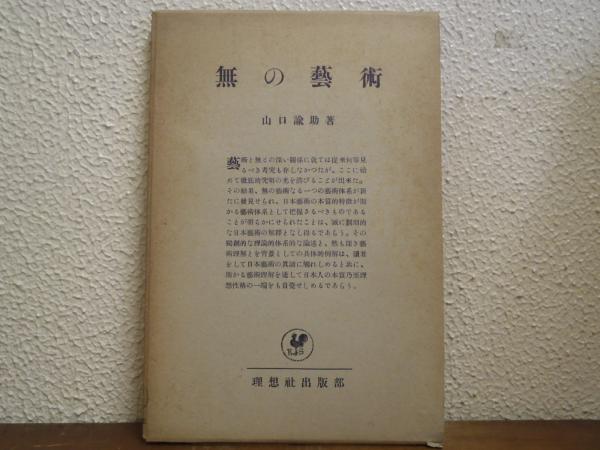 無の藝術
山口諭助著
藝術と無との深い關係に就ては從來何等見
るべき考究も存しなかつたが、ここに始
めて徹底的究明の光を浴びることが出來た。
その結果、無の藝術なる一つの藝術体系が新
たに發見せられ、日本藝術の本質的特徴が明
かる藝術体系として把握さるべきものである
ことが明らかにせられたことは、誠に劃期的
な日本藝術の解釋となし得るであらう。その
獨創的な理論的体系的な論述と、然も深き藝
術理解とを背景としての具体的例解は、讀者
をして日本藝術の眞諦に觸れしめると共に、
斯かる藝術理解を通して日本人の本質乃至理
想性格の一端をも自覺せしめるであらう。
理想社出版部